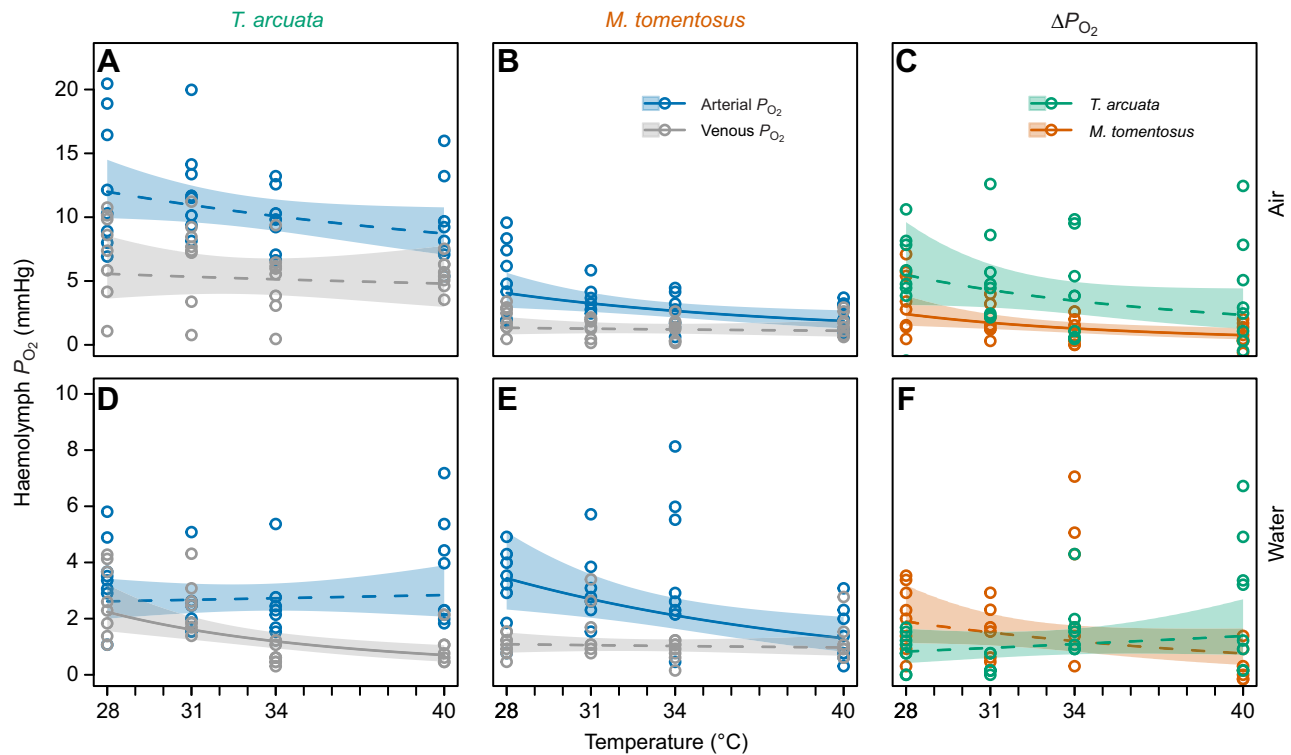 T. arcuata
M. tomentosus
ΔPO2
A
B
C
Arterial PO2
Venous PO2
T. arcuata
M. tomentosus
20
15
10
5
0
Air
Haemolymph PO2 (mmHg)
D
E
F
10
8
6
4
2
0
Water
28 31 34 40
28 31 34 40
28 31 34 40
Temperature (°C)